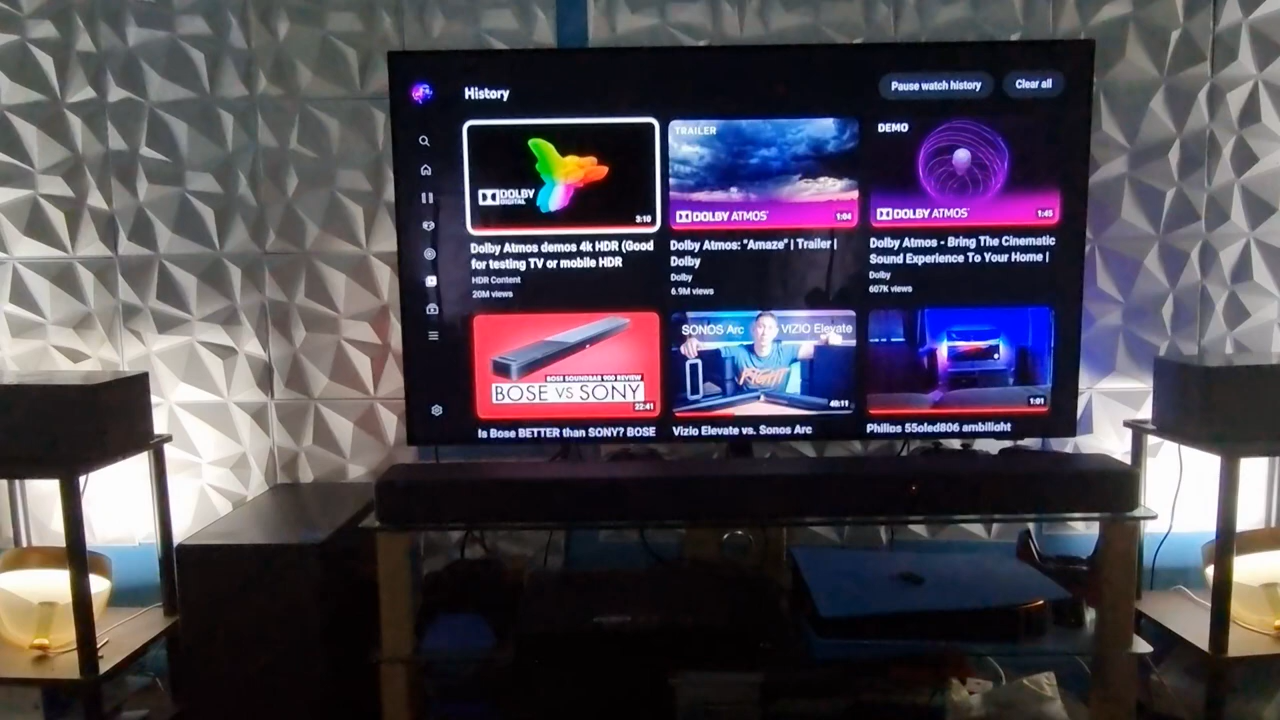 History
Pause watch history
Clear all
DOLBY
DIGITAL
3:10
TRAILER
DOLBY ATMOS
1:04
DEMO
DOLBY ATMOS
1:45
Dolby Atmos demos 4k HDR (Good
for testing TV or mobile HDR
HDR Content
20M views
Dolby Atmos: "Amaze" | Trailer |
Dolby
Dolby
6.9M views
Dolby Atmos - Bring The Cinematic
Sound Experience To Your Home |
Dolby
607K views
BOSE SOUNDBAR 900 REVIEW
BOSE VS SONY
22:41
SONOS Arc
VIZIO Elevate
FIGHT
40:11
1:01
Is Bose BETTER than SONY? BOSE
Vizio Elevate vs. Sonos Arc
Philips 55oled806 ambilight